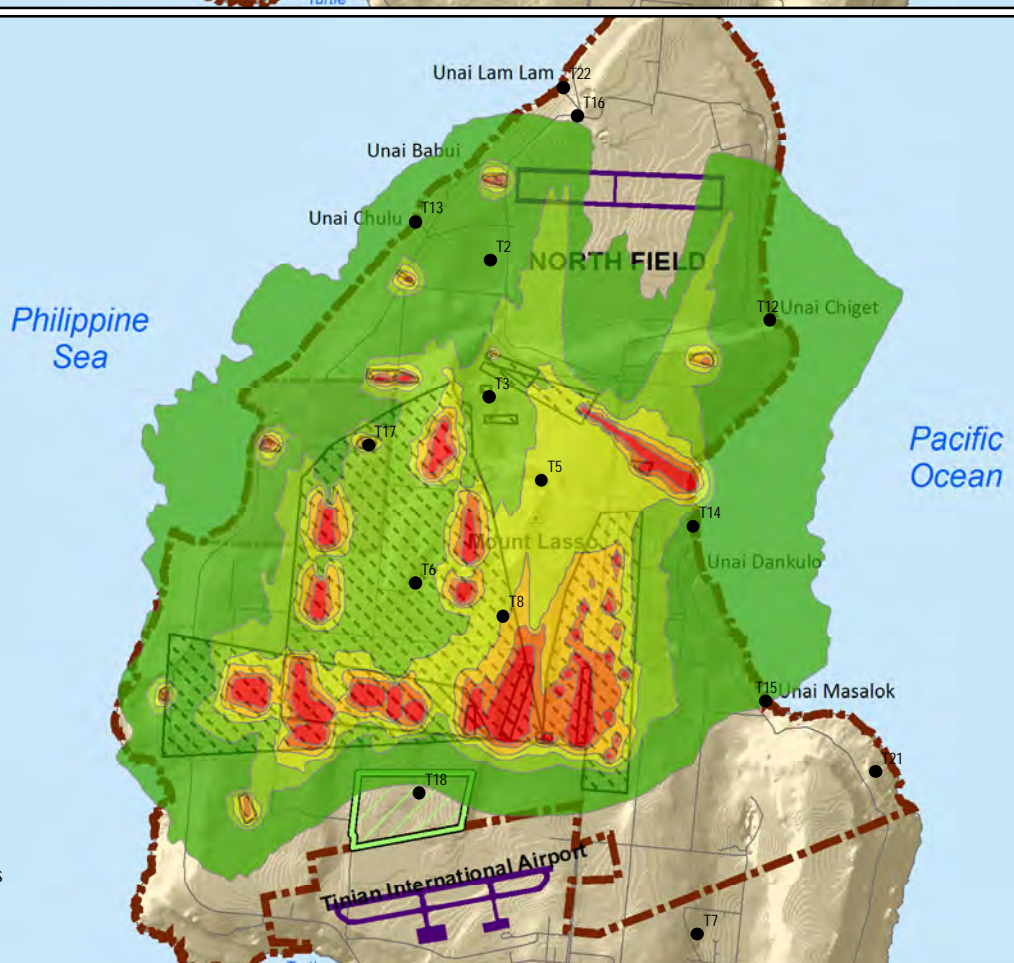 Turtle
Unai Lam Lam
T22
T16
Unai Babui
Unai Chulu
T13
T2
NORTH FIELD
T12
Unai Chiget
Philippine
Sea
T3
T17
Pacific
Ocean
T5
T14
Mount Lasso
Unai Dankulo
T6
T8
T15
Unai Masalok
T21
T18
Tinian International Airport
s
T7